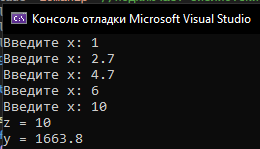 Консоль отладки Microsoft Visual Studio
Введите x: 1
Введите x: 2.7
Введите x: 4.7
Введите x: 6
Введите x: 10
z = 10
y = 1663.8